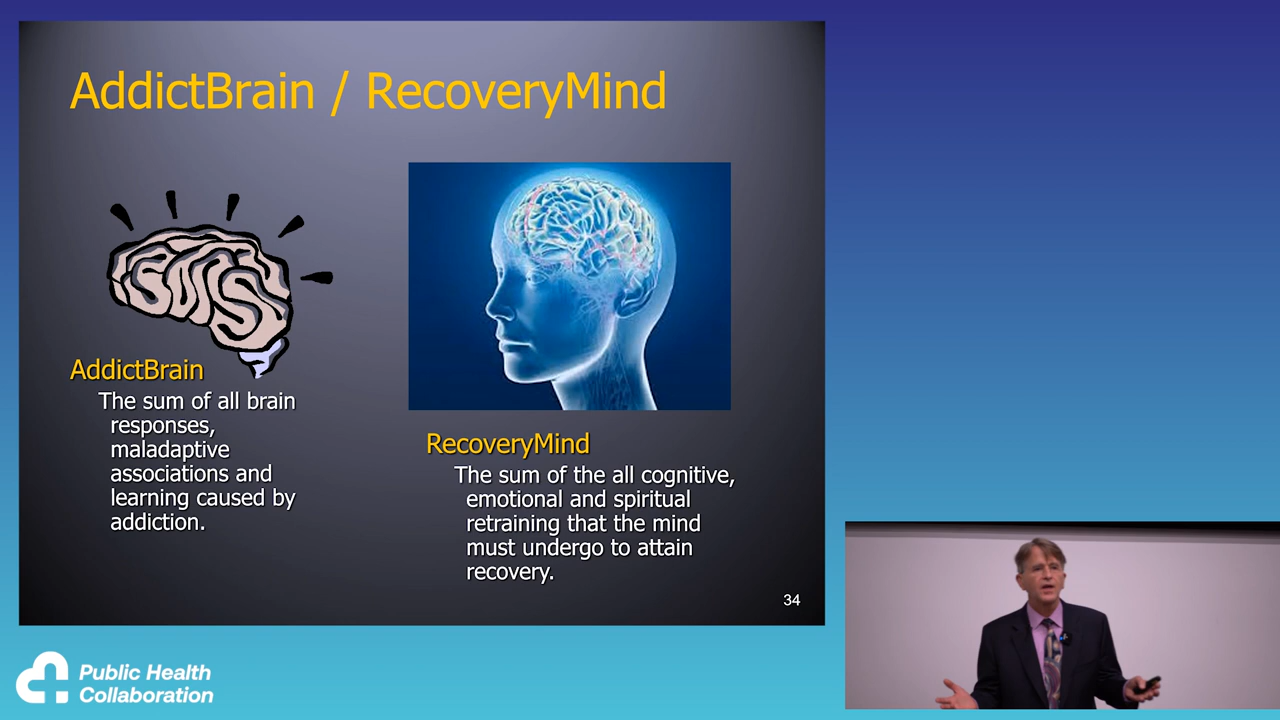 AddictBrain / RecoveryMind
AddictBrain
The sum of all brain
responses,
maladaptive
associations and
learning caused by
addiction.
RecoveryMind
The sum of the all cognitive,
emotional and spiritual
retraining that the mind
must undergo to attain
recovery.
34
Public Health
Collaboration